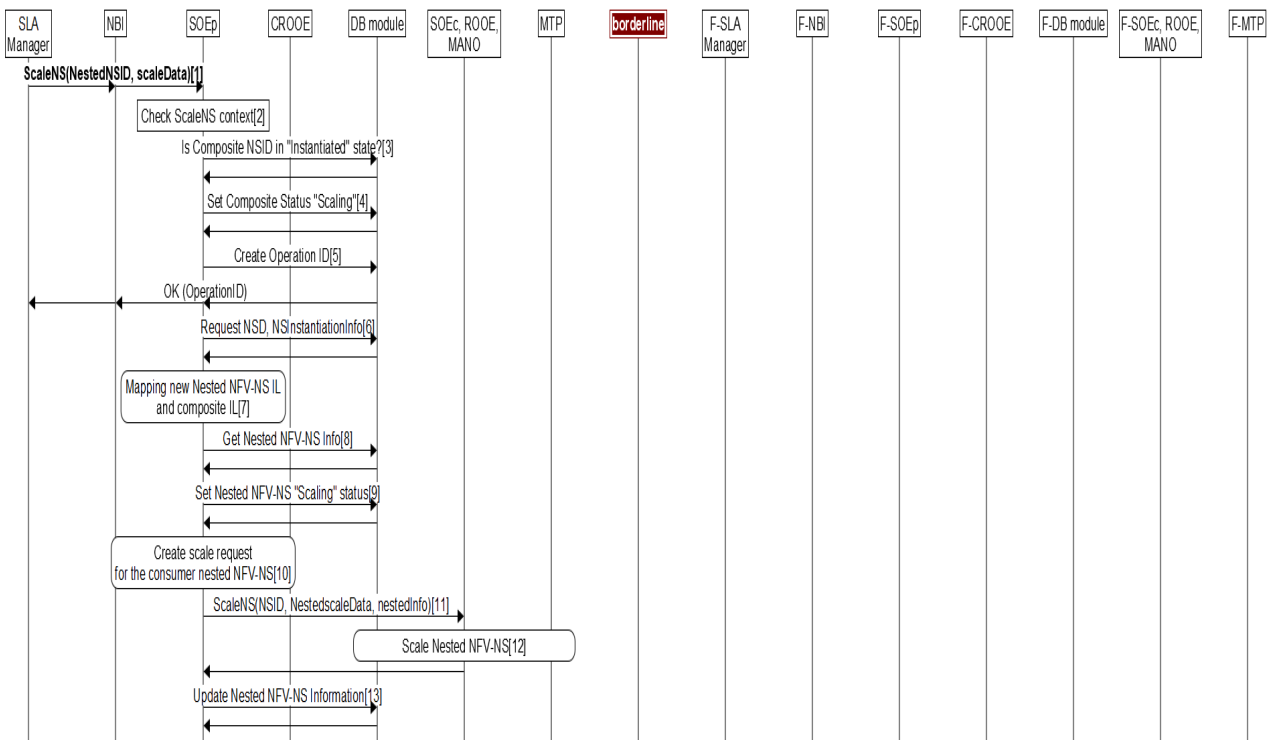 SLA
Manager
NBI
SOEp
CROOE
DB module
SOEc, ROOE,
MANO
MTP
borderline
F-SLA
Manager
F-NBI
F-SOEp
F-CROOE
F-DB module
F-SOEc, ROOE,
MANO
F-MTP
ScaleNS(NestedNSID, scaleData)[1]
Check ScaleNS context[2]
Is Composite NSID in "Instantiated" state?[3]
Set Composite Status "Scaling"[4]
Create Operation ID[5]
OK (OperationID)
Request NSD, NSInstantiationInfo[6]
Mapping new Nested NFV-NS IL
and composite IL[7]
Get Nested NFV-NS Info[8]
Set Nested NFV-NS "Scaling" status[9]
Create scale request
for the consumer nested NFV-NS[10]
ScaleNS(NSID, NestedscaleData, nestedInfo)[11]
Scale Nested NFV-NS[12]
Update Nested NFV-NS Information[13]